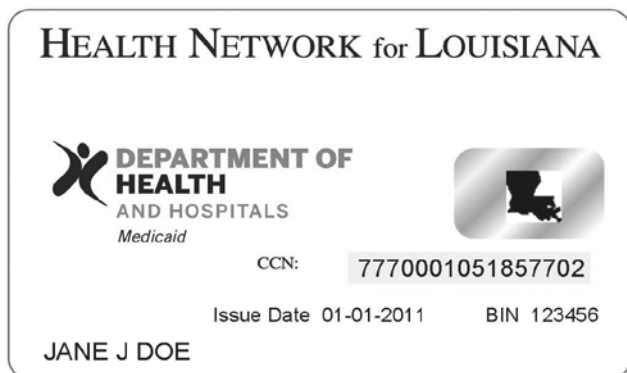 HEALTH NETWORK for LOUISIANA
DEPARTMENT OF
HEALTH
AND HOSPITALS
Medicaid
CCN: 7770001051857702
Issue Date 01-01-2011 BIN 123456
JANE J DOE